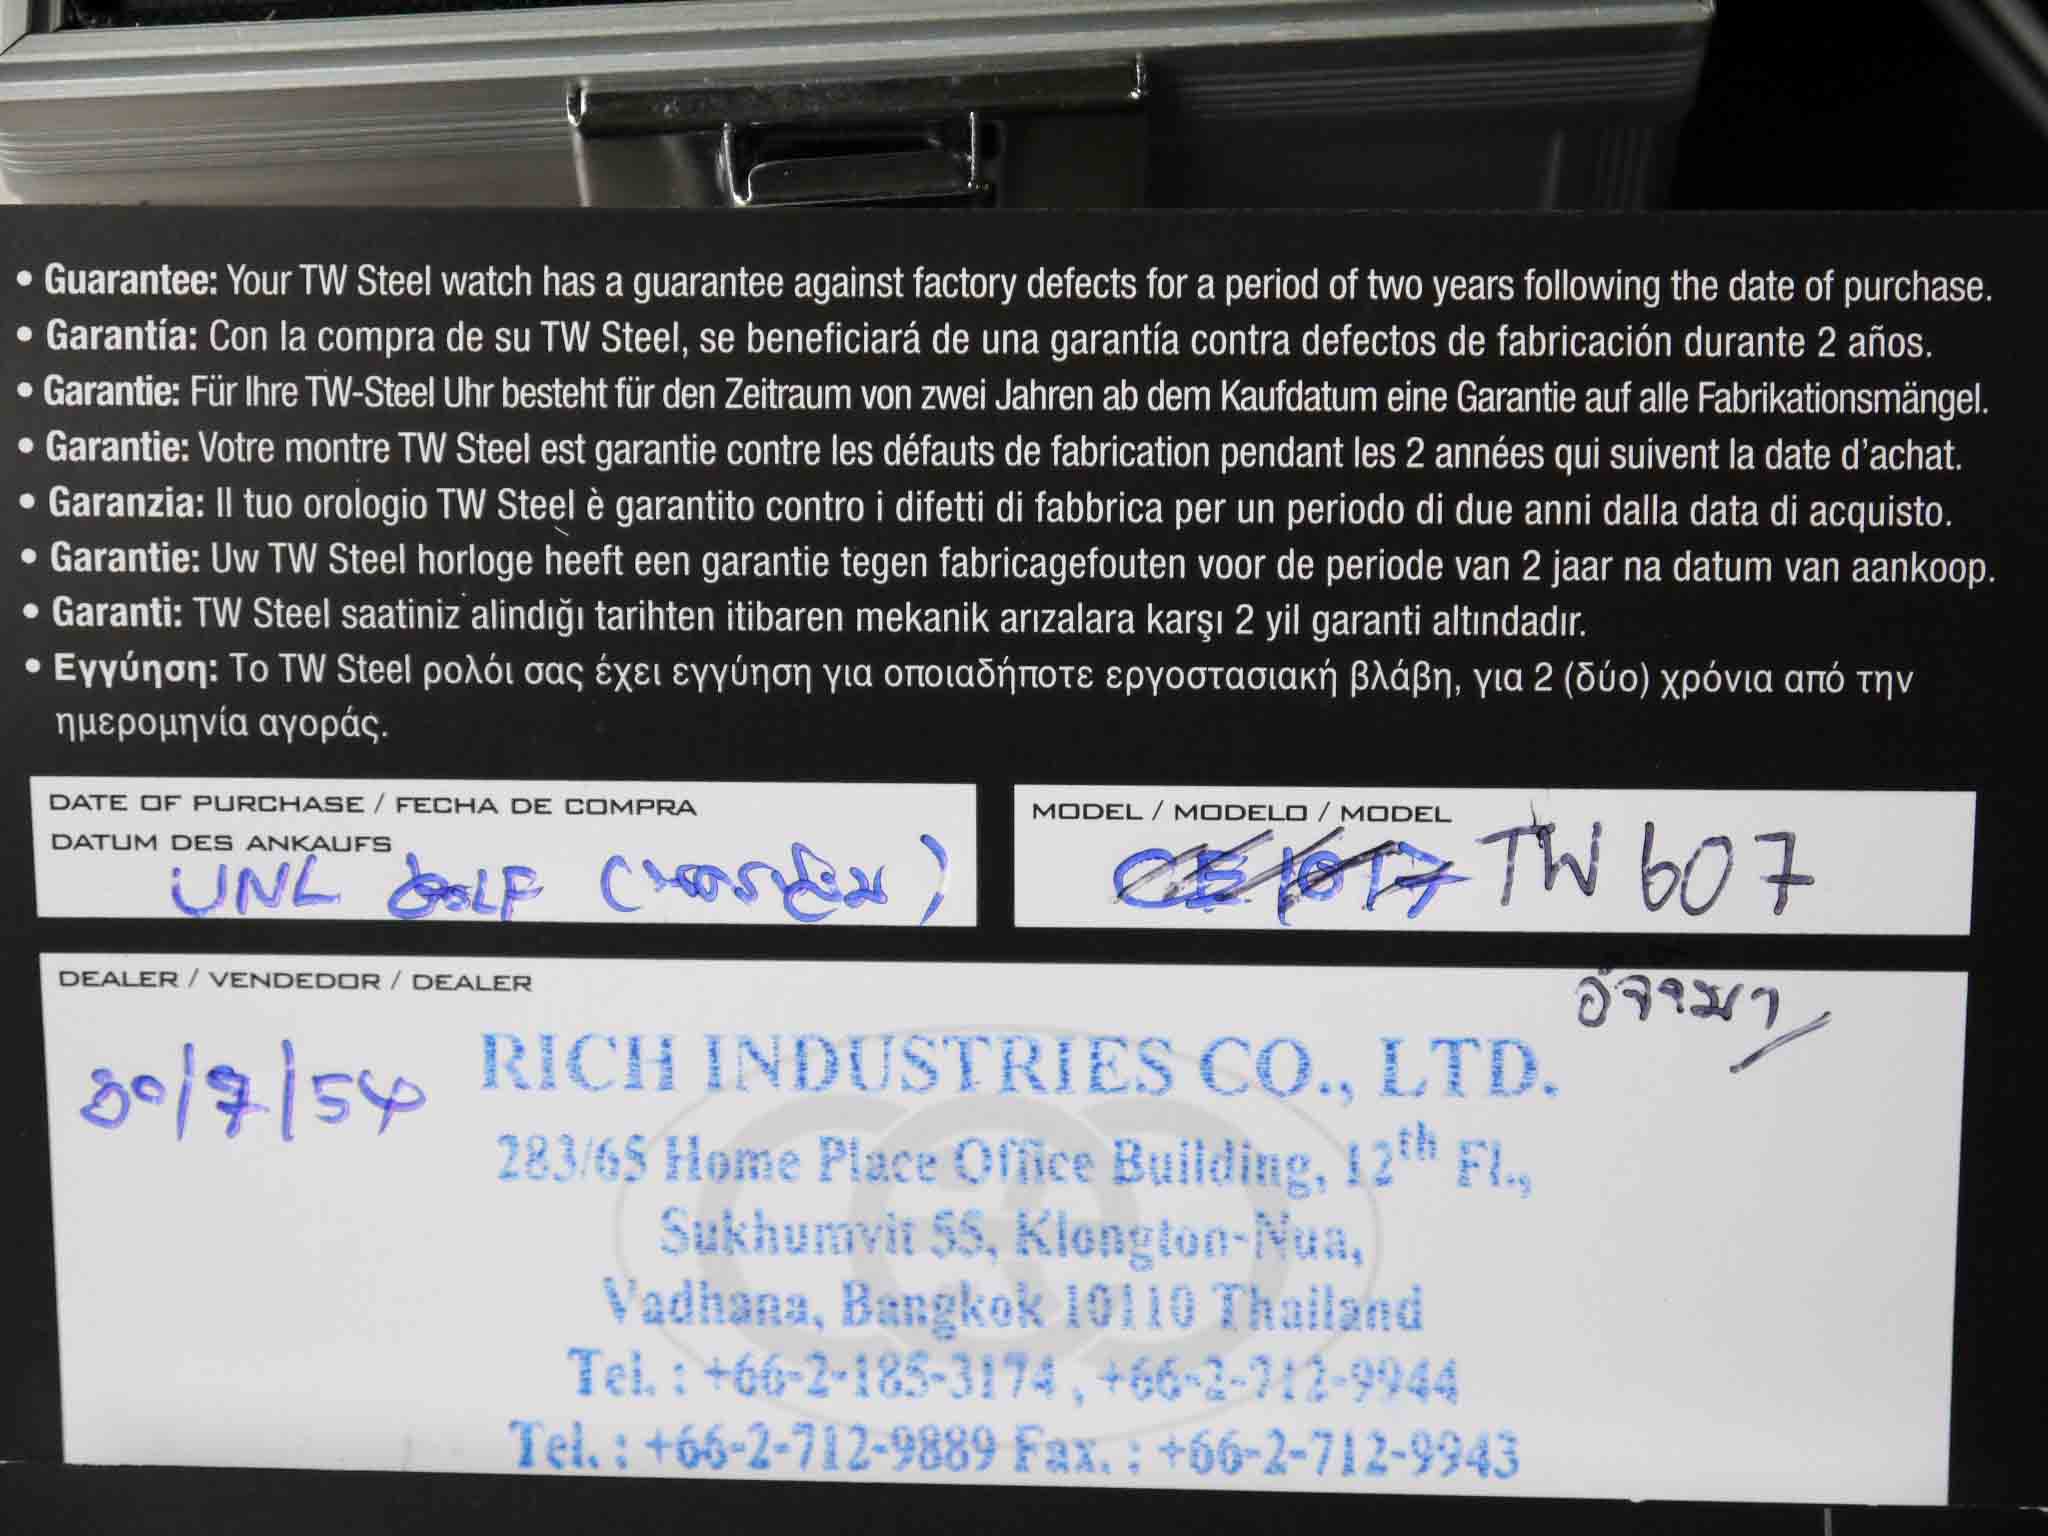 • Guarantee: Your TW Steel watch has a guarantee against factory defects for a period of two years following the date of purchase.
• Garantía: Con la compra de su TW Steel, se beneficiará de una garantía contra defectos de fabricación durante 2 años.
• Garantie: Für Ihre TW-Steel Uhr besteht für den Zeitraum von zwei Jahren ab dem Kaufdatum eine Garantie auf alle Fabrikationsmängel.
• Garantie: Votre montre TW Steel est garantie contre les défauts de fabrication pendant les 2 années qui suivent la date d'achat.
• Garanzia: Il tuo orologio TW Steel è garantito contro i difetti di fabbrica per un periodo di due anni dalla data di acquisto.
• Garantie: Uw TW Steel horloge heeft een garantie tegen fabricagefouten voor de periode van 2 jaar na datum van aankoop.
• Garanti: TW Steel saatiniz alindığı tarihten itibaren mekanik arızalara karşı 2 yil garanti altındadır.
• Εγγύηση: Το TW Steel ρολόι σας έχει εγγύηση για οποιαδήποτε εργοστασιακή βλάβη, για 2 (δύο) χρόνια από την
ημερομηνία αγοράς.
DATE OF PURCHASE / FECHA DE COMPRA
DATUM DES ANKAUFS
UNL
MODEL / MODELO / MODEL
CE1017 TW 607
DEALER / VENDEDOR / DEALER
30/7/54
RICH INDUSTRIES CO., LTD.
283/65 Home Place Office Building, 12th Fl.,
Sukhumvit 55, Klongton-Nua,
Vadhana, Bangkok 10110 Thailand
Tel. : +66-2-185-3174 , +66-2-712-9944
Tel. : +66-2-712-9889 Fax. : +66-2-712-9943